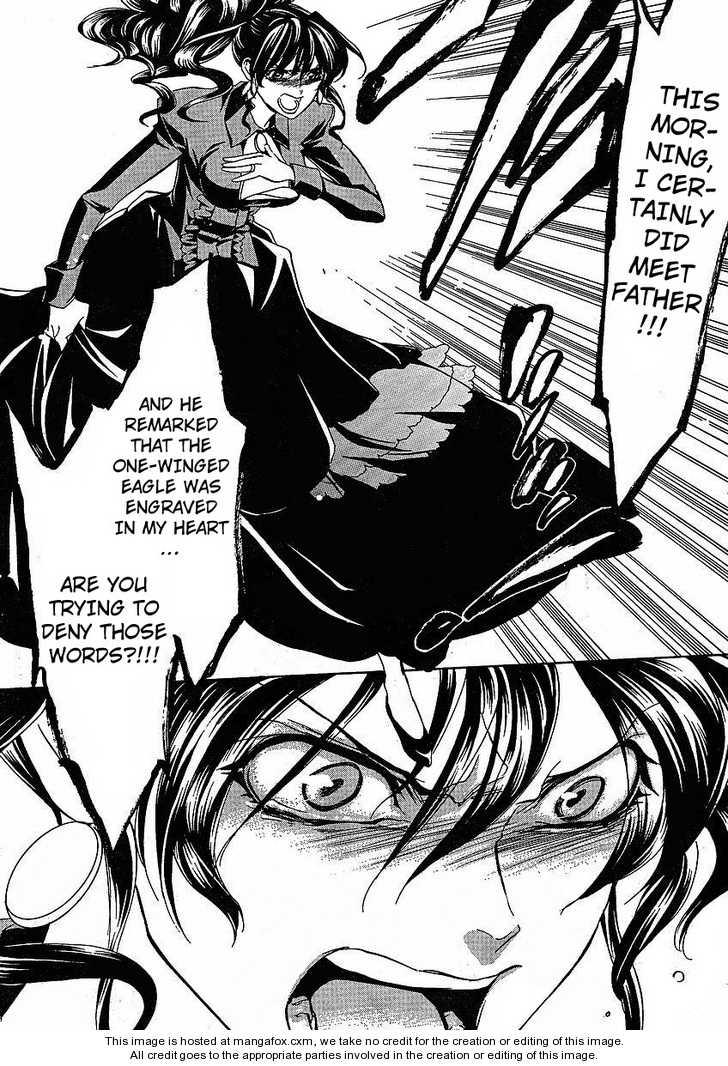 THIS
MOR-
NING,
I CER-
TAINLY
DID
MEET
FATHER
!!!
AND HE
REMARKED
THAT THE
ONE-WINGED
EAGLE WAS
ENGRAVED
IN MY HEART
...
ARE YOU
TRYING TO
DENY THOSE
WORDS?!!!
This image is hosted at mangafox.cxm, we take no credit for the creation or editing of this image.
All credit goes to the appropriate parties involved in the creation or editing of this image.